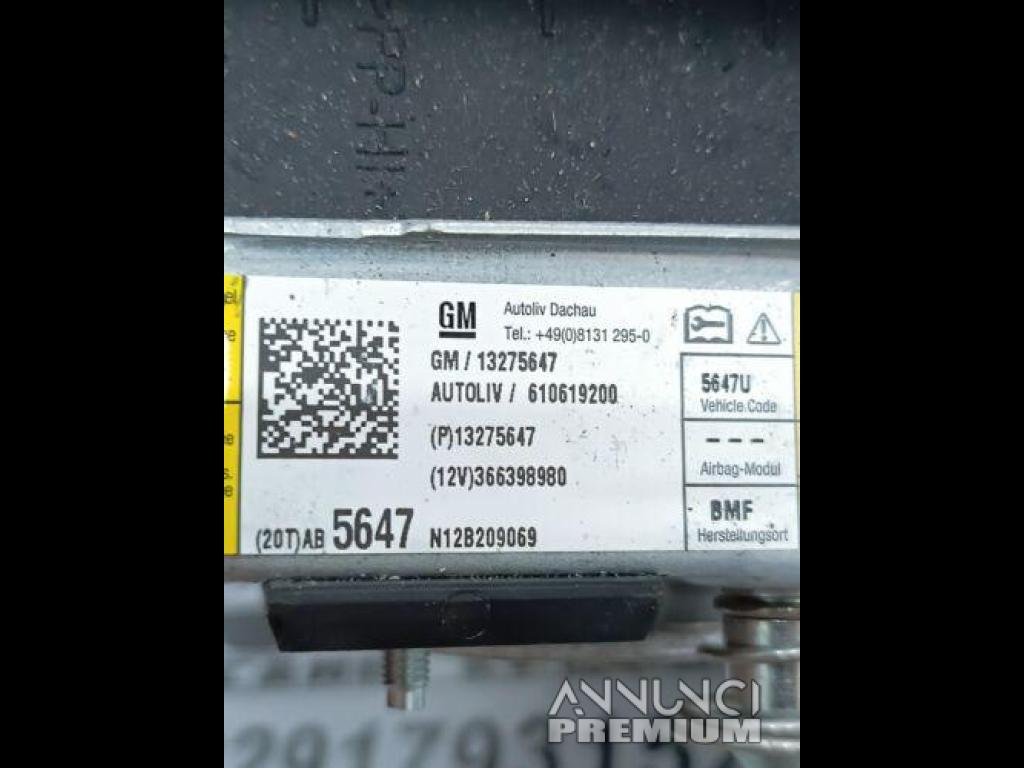 GM
Autoliv Dachau
Tel.: +49(0)8131 295-0
GM / 13275647
AUTOLIV / 610619200
(P)13275647
(12V)366398980
(20T)AB 5647 N12B209069
5647U
Vehicle Code
---
Airbag-Modul
BMF
Herstellungsort
ANNUNCI
PREMIUM